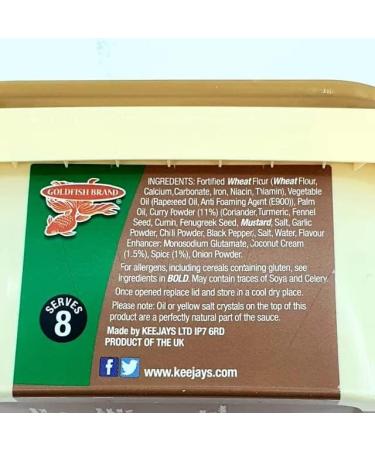 GOLDFISH BRAND
INGREDIENTS: Fortified Wheat Flour (Wheat Flour,
Calcium,Carbonate, Iron, Niacin, Thiamin), Vegetable
Oil (Rapeseed Oil, Anti Foaming Agent (E900)), Palm
Oil, Curry Powder (11%) (Coriander,Turmeric, Fennel
Seed, Cumin, Fenugreek Seed, Mustard, Salt, Garlic
Powder, Chili Powder, Black Pepper,, Salt, Water, Flavour
Enhancer: Monosodium Glutamate, Coconut Cream
(1.5%), Spice (1%), Onion Powder.
For allergens, including cereals containing gluten, see
Ingredients in BOLD. May contain traces of Soya and Celery.
Once opened replace lid and store in a cool dry place.
Please note: Oil or yellow salt crystals on the top of this
product are a perfectly natural part of the sauce.
Made by KEEJAYS LTD IP7 6RD
PRODUCT OF THE UK
www.keejays.com
SERVES
8
f